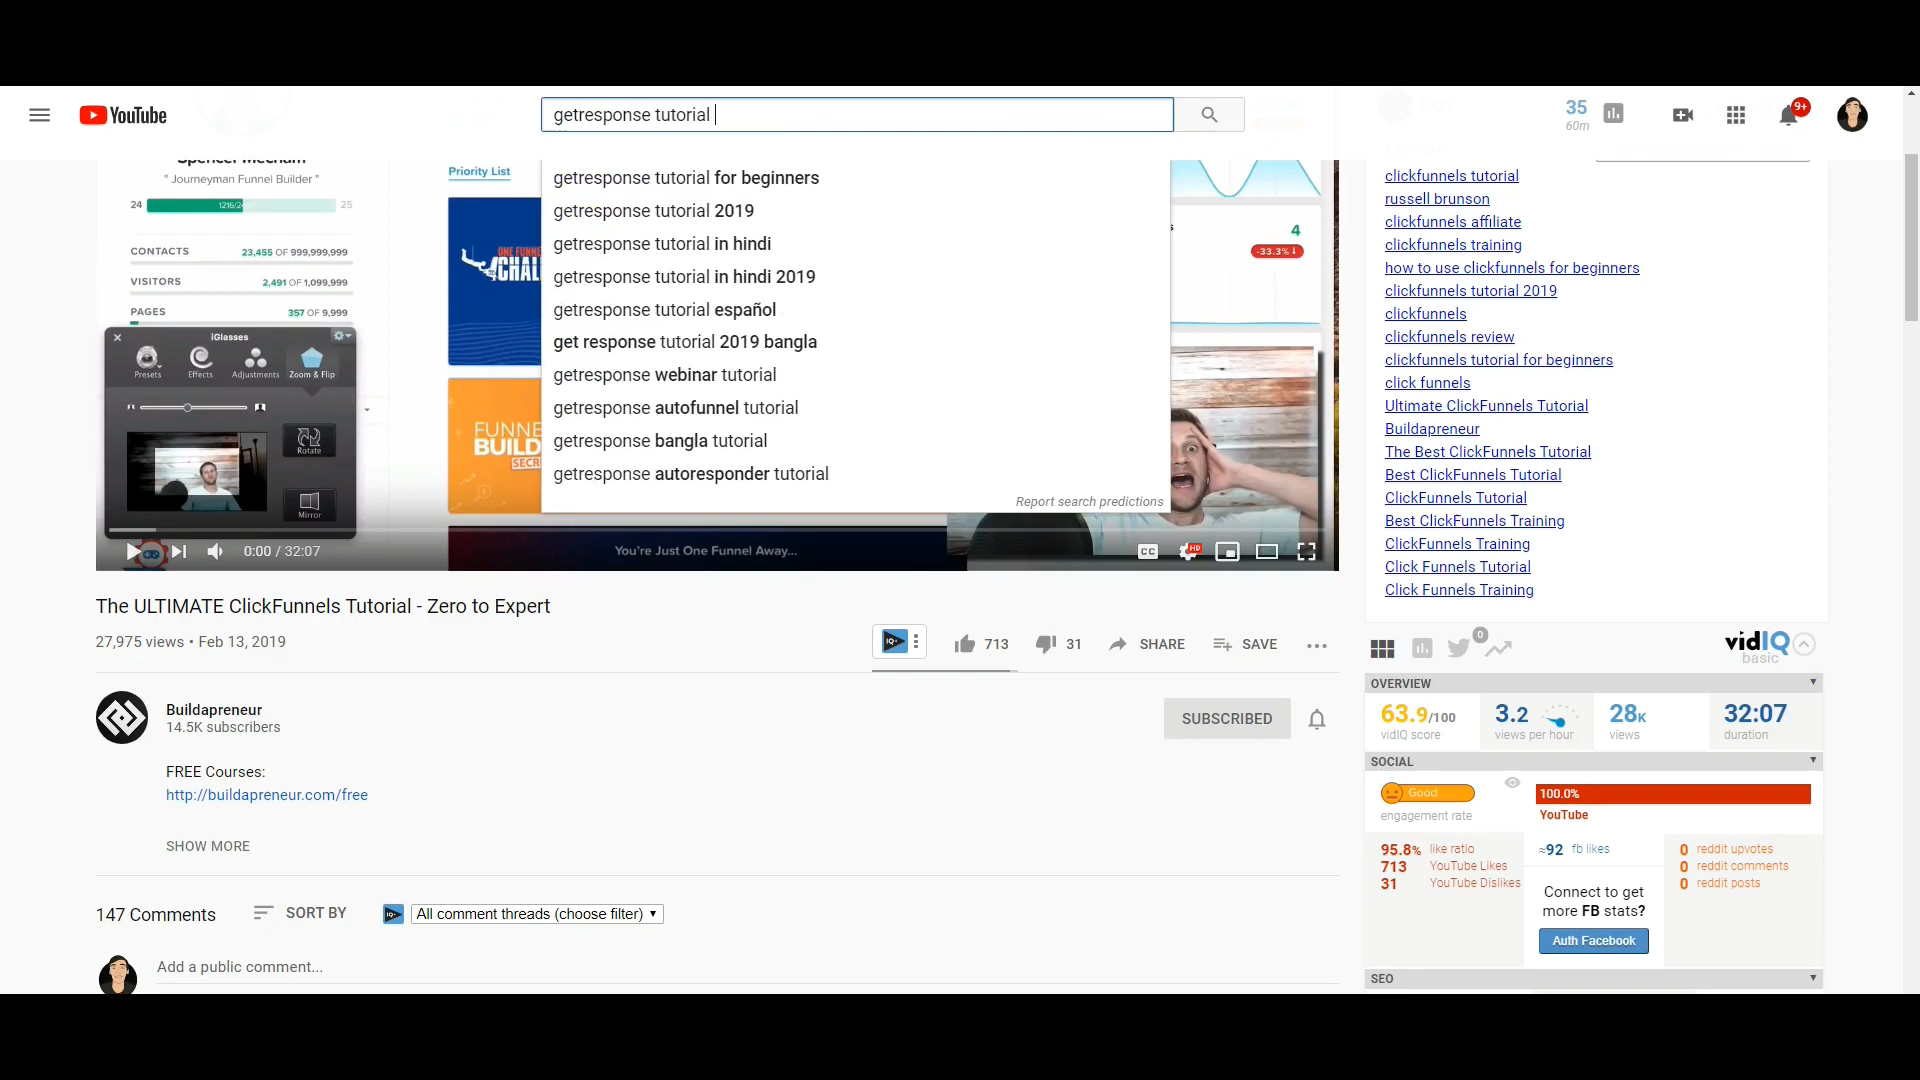 YouTube
getresponse tutorial
35
60m
9+
Spencer Mecham
" Journeyman Funnel Builder "
24
25
CONTACTS
23,455 OF 999,999,999
VISITORS
2,491 OF 1,099,999
PAGES
357 OF 9,999
iGlasses
Presets
Effects
Adjustments
Zoom & Flip
Rotate
Mirror
0:00 / 32:07
Priority List
ONE FUNN
CHAL
FUNNE
BUILD
SECR
You're Just One Funnel Away...
4
-33.3%
CC
HD
getresponse tutorial for beginners
getresponse tutorial 2019
getresponse tutorial in hindi
getresponse tutorial in hindi 2019
getresponse tutorial español
get response tutorial 2019 bangla
getresponse webinar tutorial
getresponse autofunnel tutorial
getresponse bangla tutorial
getresponse autoresponder tutorial
Report search predictions
The ULTIMATE ClickFunnels Tutorial - Zero to Expert
27,975 views • Feb 13, 2019
IQ
713
31
SHARE
SAVE
Buildapreneur
14.5K subscribers
SUBSCRIBED
FREE Courses:
http://buildapreneur.com/free
SHOW MORE
147 Comments
SORT BY
All comment threads (choose filter)
Add a public comment...
clickfunnels tutorial
russell brunson
clickfunnels affiliate
clickfunnels training
how to use clickfunnels for beginners
clickfunnels tutorial 2019
clickfunnels
clickfunnels review
clickfunnels tutorial for beginners
click funnels
Ultimate ClickFunnels Tutorial
Buildapreneur
The Best ClickFunnels Tutorial
Best ClickFunnels Tutorial
ClickFunnels Tutorial
Best ClickFunnels Training
ClickFunnels Training
Click Funnels Tutorial
Click Funnels Training
0
vidIQ
basic
OVERVIEW
63.9/100
vidIQ score
3.2
views per hour
28K
views
32:07
duration
SOCIAL
Good
engagement rate
100.0%
YouTube
95.8% like ratio
713 YouTube Likes
31 YouTube Dislikes
≈92 fb likes
Connect to get
more FB stats?
Auth Facebook
0 reddit upvotes
0 reddit comments
0 reddit posts
SEO